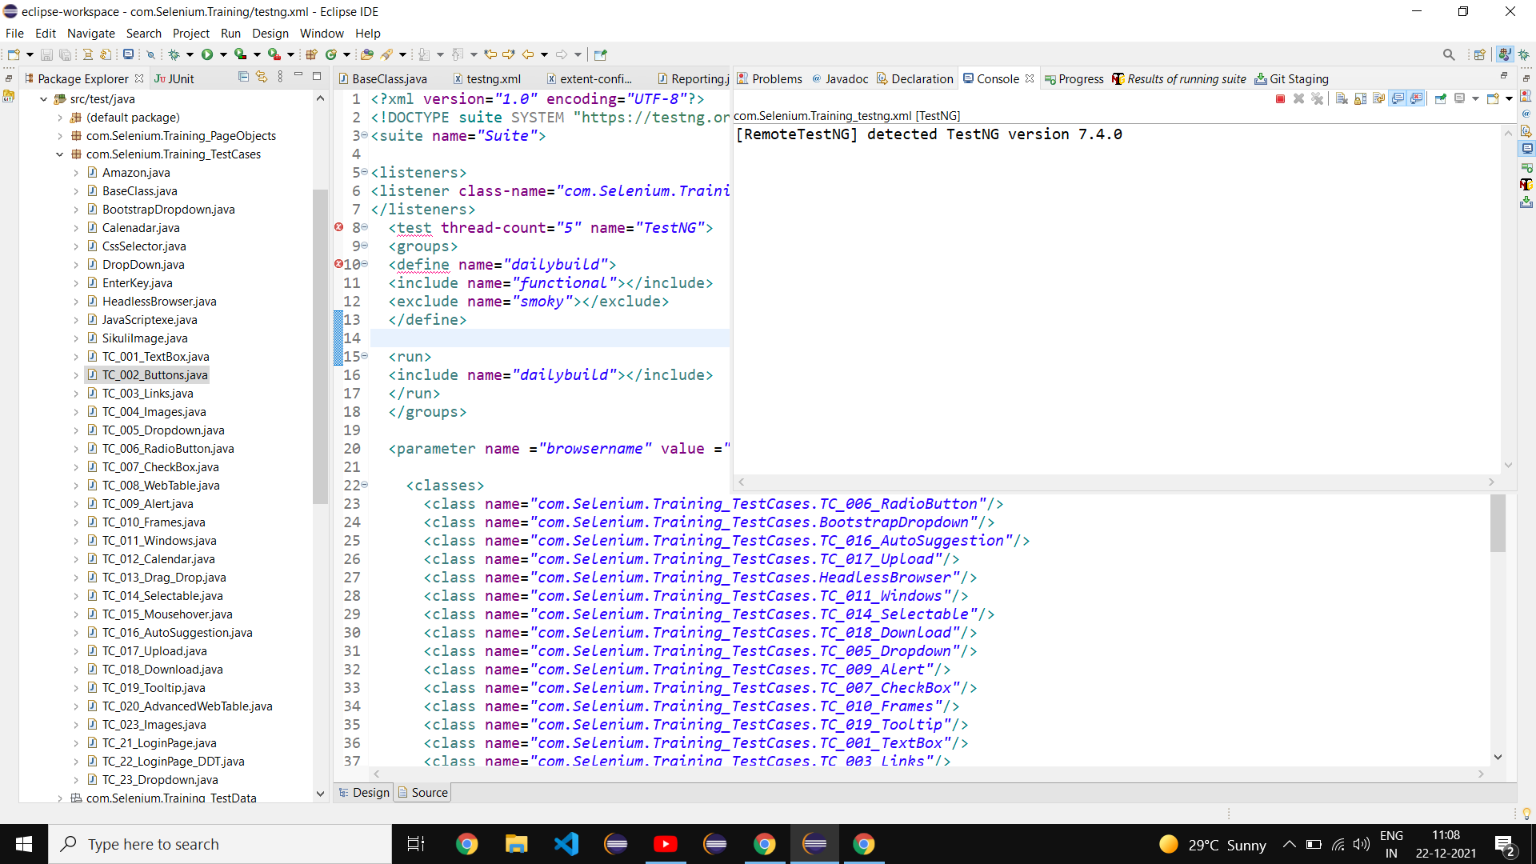 eclipse-workspace - com.Selenium.Training/testng.xml - Eclipse IDE
File Edit Navigate Search Project Run Design Window Help
Package Explorer JUnit
src/test/java
(default package)
com.Selenium.Training_PageObjects
com.Selenium.Training_TestCases
Amazon.java
BaseClass.java
BootstrapDropdown.java
Calenadar.java
CssSelector.java
DropDown.java
EnterKey.java
HeadlessBrowser.java
JavaScriptexe.java
SikuliImage.java
TC_001_TextBox.java
TC_002_Buttons.java
TC_003_Links.java
TC_004_Images.java
TC_005_Dropdown.java
TC_006_RadioButton.java
TC_007_CheckBox.java
TC_008_WebTable.java
TC_009_Alert.java
TC_010_Frames.java
TC_011_Windows.java
TC_012_Calendar.java
TC_013_Drag_Drop.java
TC_014_Selectable.java
TC_015_Mousehover.java
TC_016_AutoSuggestion.java
TC_017_Upload.java
TC_018_Download.java
TC_019_Tooltip.java
TC_020_AdvancedWebTable.java
TC_023_Images.java
TC_21_LoginPage.java
TC_22_LoginPage_DDT.java
TC_23_Dropdown.java
com.Selenium.Training_TestData
BaseClass.java testng.xml extent-confi... Reporting.j
1 <?xml version="1.0" encoding="UTF-8"?>
2 <!DOCTYPE suite SYSTEM "https://testng.or
3 <suite name="Suite">
4
5 <listeners>
6 <listener class-name="com.Selenium.Traini
7 </listeners>
8 <test thread-count="5" name="TestNG">
9 <groups>
10 <define name="dailybuild">
11 <include name="functional"></include>
12 <exclude name="smoky"></exclude>
13 </define>
14
15 <run>
16 <include name="dailybuild"></include>
17 </run>
18 </groups>
19
20 <parameter name ="browsername" value ="
21
22 <classes>
23 <class name="com.Selenium.Training_TestCases.TC_006_RadioButton"/>
24 <class name="com.Selenium.Training_TestCases.BootstrapDropdown"/>
25 <class name="com.Selenium.Training_TestCases.TC_016_AutoSuggestion"/>
26 <class name="com.Selenium.Training_TestCases.TC_017_Upload"/>
27 <class name="com.Selenium.Training_TestCases.HeadlessBrowser"/>
28 <class name="com.Selenium.Training_TestCases.TC_011_Windows"/>
29 <class name="com.Selenium.Training_TestCases.TC_014_Selectable"/>
30 <class name="com.Selenium.Training_TestCases.TC_018_Download"/>
31 <class name="com.Selenium.Training_TestCases.TC_005_Dropdown"/>
32 <class name="com.Selenium.Training_TestCases.TC_009_Alert"/>
33 <class name="com.Selenium.Training_TestCases.TC_007_CheckBox"/>
34 <class name="com.Selenium.Training_TestCases.TC_010_Frames"/>
35 <class name="com.Selenium.Training_TestCases.TC_019_Tooltip"/>
36 <class name="com.Selenium.Training_TestCases.TC_001_TextBox"/>
37 <class name="com.Selenium.Training_TestCases.TC_003_Links"/>
Design Source
Problems Javadoc Declaration Console Progress Results of running suite Git Staging
com.Selenium.Training_testng.xml [TestNG]
[RemoteTestNG] detected TestNG version 7.4.0
Type here to search
29°C Sunny
ENG
IN
11:08
22-12-2021
2